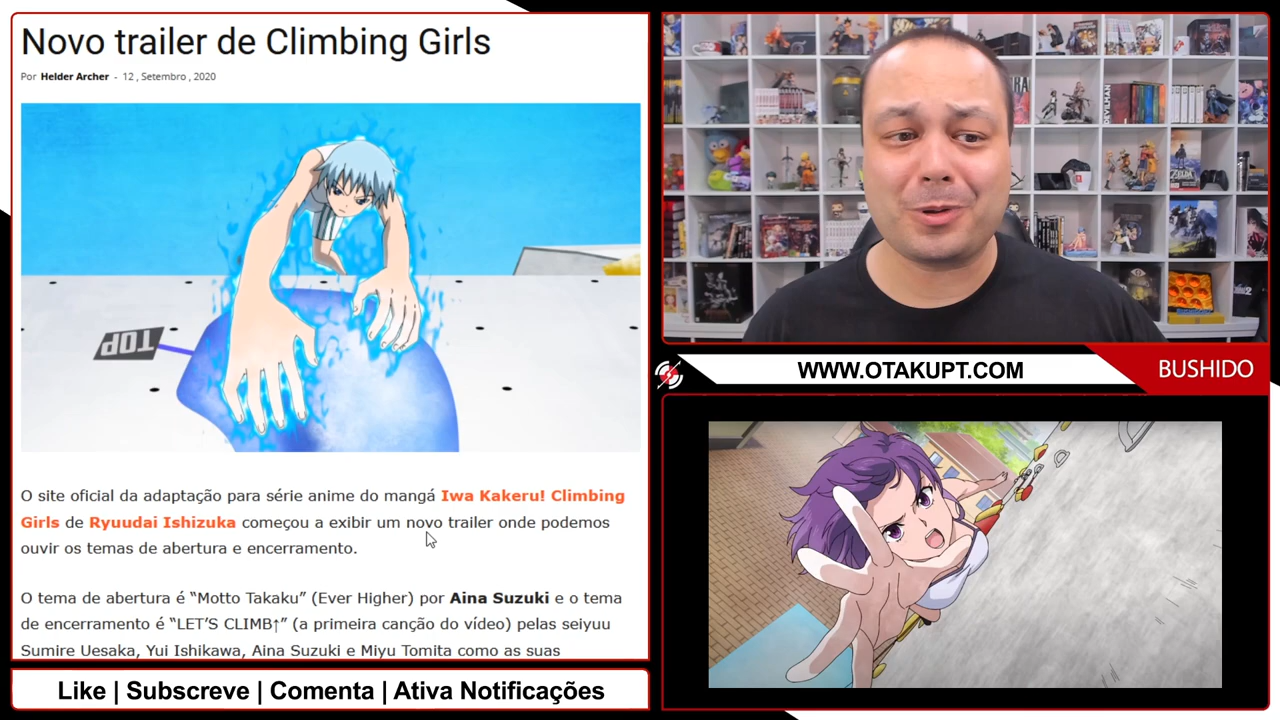 Novo trailer de Climbing Girls
Por Helder Archer - 12 , Setembro , 2020
TOP
O site oficial da adaptação para série anime do mangá Iwa Kakeru! Climbing
Girls de Ryuudai Ishizuka começou a exibir um novo trailer onde podemos
ouvir os temas de abertura e encerramento.
O tema de abertura é “Motto Takaku” (Ever Higher) por Aina Suzuki e o tema
de encerramento é “LET’S CLIMB↑” (a primeira canção do vídeo) pelas seiyuu
Sumire Uesaka, Yui Ishikawa, Aina Suzuki e Miyu Tomita como as suas
Like | Subscreve | Comenta | Ativa Notificações
DEVILMAN
ZELDA
WWW.OTAKUPT.COM
BUSHIDO